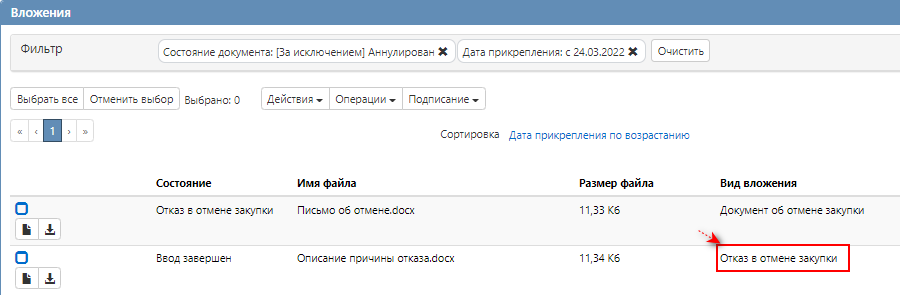 Вложения
Фильтр
Состояние документа: [За исключением] Аннулирован ✖ Дата прикрепления: с 24.03.2022 ✖ Очистить
Выбрать все Отменить выбор Выбрано: 0 Действия Операции Подписание
« ‹ 1 › »
Сортировка Дата прикрепления по возрастанию
Состояние Имя файла Размер файла Вид вложения
Отказ в отмене закупки Письмо об отмене.docx 11,33 Кб Документ об отмене закупки
Ввод завершен Описание причины отказа.docx 11,34 Кб Отказ в отмене закупки